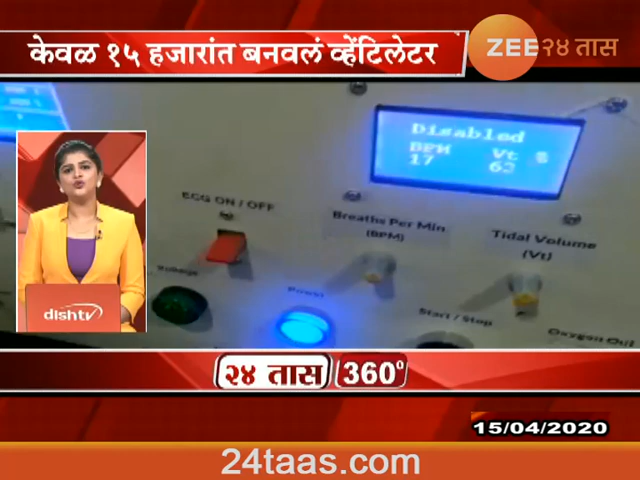 केवळ १५ हजारांत बनवलं व्हेंटिलेटर
ZEE २४ तास
Disabled
BPM Vt
17
ECG ON / OFF
Breaths Per Min.
(BPM)
Tidal Volume
(Vt)
Power
Start / Stop
Oxygen Out
dishtv
२४ तास 360°
15/04/2020
24taas.com